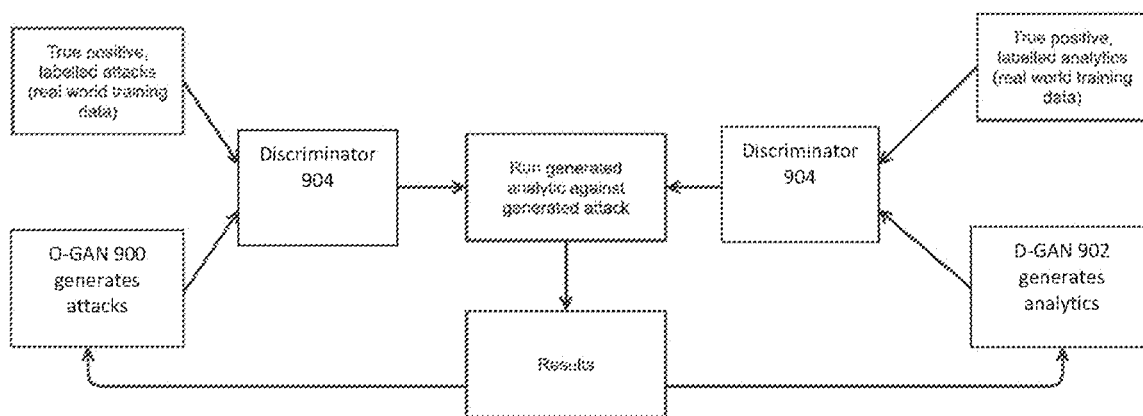 True positive,
labelled attacks
(real world training
data)
True positive,
labelled analytics
(real world training
data)
Discriminator
904
Run generated
analytic against
generated attack
Discriminator
904
O-GAN 900
generates
attacks
D-GAN 902
generates
analytics
Results